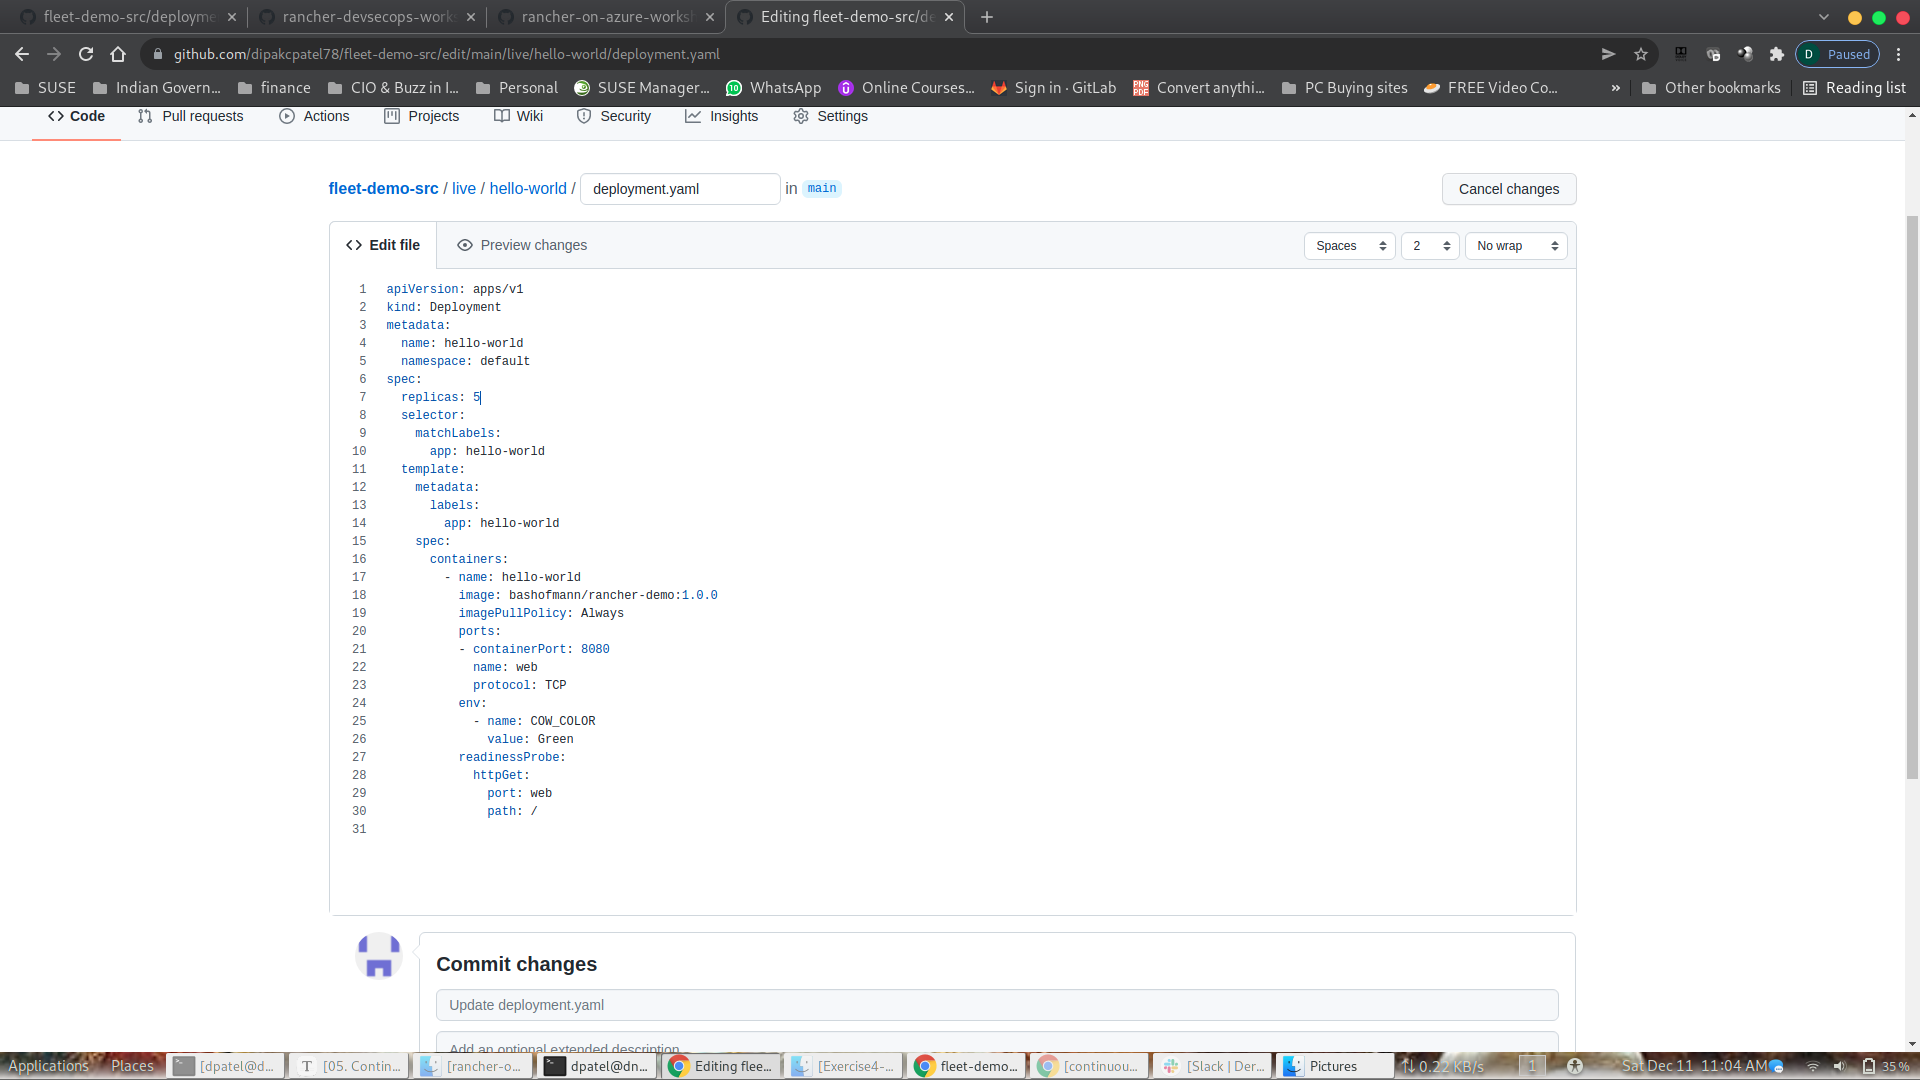 fleet-demo-src/deployme
rancher-devsecops-works
rancher-on-azure-worksh
Editing fleet-demo-src/de
github.com/dipakcpatel78/fleet-demo-src/edit/main/live/hello-world/deployment.yaml
D Paused
SUSE
Indian Govern...
finance
CIO & Buzz in I...
Personal
SUSE Manager...
WhatsApp
Online Courses...
Sign in · GitLab
Convert anythi...
PC Buying sites
FREE Video Co...
»
Other bookmarks
Reading list
Code
Pull requests
Actions
Projects
Wiki
Security
Insights
Settings
fleet-demo-src / live / hello-world / deployment.yaml in main
Cancel changes
Edit file
Preview changes
Spaces
2
No wrap
1 apiVersion: apps/v1
2 kind: Deployment
3 metadata:
4 name: hello-world
5 namespace: default
6 spec:
7 replicas: 5
8 selector:
9 matchLabels:
10 app: hello-world
11 template:
12 metadata:
13 labels:
14 app: hello-world
15 spec:
16 containers:
17 - name: hello-world
18 image: bashofmann/rancher-demo:1.0.0
19 imagePullPolicy: Always
20 ports:
21 - containerPort: 8080
22 name: web
23 protocol: TCP
24 env:
25 - name: COW_COLOR
26 value: Green
27 readinessProbe:
28 httpGet:
29 port: web
30 path: /
31
Commit changes
Update deployment.yaml
Add an optional extended description...
Applications
Places
[dpatel@d...
[05. Contin...
[rancher-o...
dpatel@dn...
Editing flee...
[Exercise4-...
fleet-demo...
[continuou...
[Slack | Der...
Pictures
0.22 KB/s
1
Sat Dec 11 11:04 AM
35 %